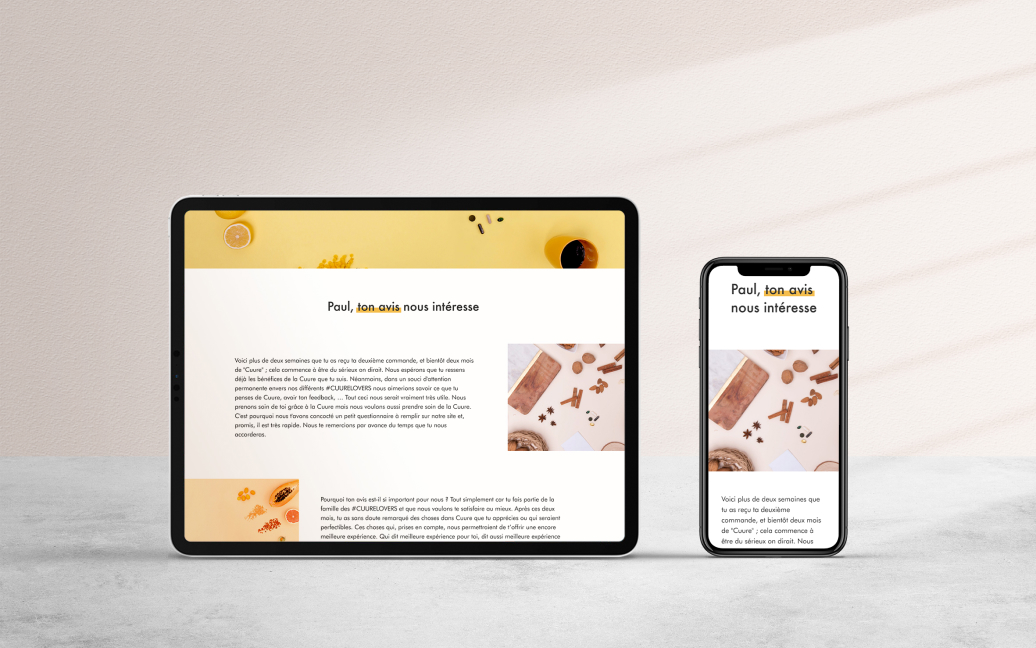 Paul, ton avis nous intéresse
Voici plus de deux semaines que tu as reçu ta deuxième commande, et bientôt deux mois
de "Cuure" ; cela commence à être du sérieux on dirait. Nous espérons que tu ressens
déjà les bénéfices de la Cuure que tu suis. Néanmoins, dans un souci d'attention
permanente envers nos différents #CUURELOVERS nous aimerions savoir ce que tu
penses de Cuure, avoir ton feedback, ... Tout ceci nous serait vraiment très utile. Nous
prenons soin de toi grâce à la Cuure mais nous voulons aussi prendre soin de la Cuure.
C'est pourquoi nous t'avons concocté un petit questionnaire à remplir sur notre site et,
promis, il est très rapide. Nous te remercions par avance du temps que tu nous
accorderas.
Pourquoi ton avis est-il si important pour nous ? Tout simplement car tu fais partie de la
famille des #CUURELOVERS et que nous voulons te satisfaire au mieux. Après ces deux
mois, tu as sans doute remarqué des choses dans Cuure que tu apprécies ou qui seraient
perfectibles. Ces choses qui, prises en compte, nous permettraient de t'offrir une encore
meilleure expérience. Qui dit meilleure expérience pour toi, dit aussi meilleure expérience
Paul, ton avis
nous intéresse
Voici plus de deux semaines que
tu as reçu ta deuxième
commande, et bientôt deux mois
de "Cuure" ; cela commence à
être du sérieux on dirait. Nous